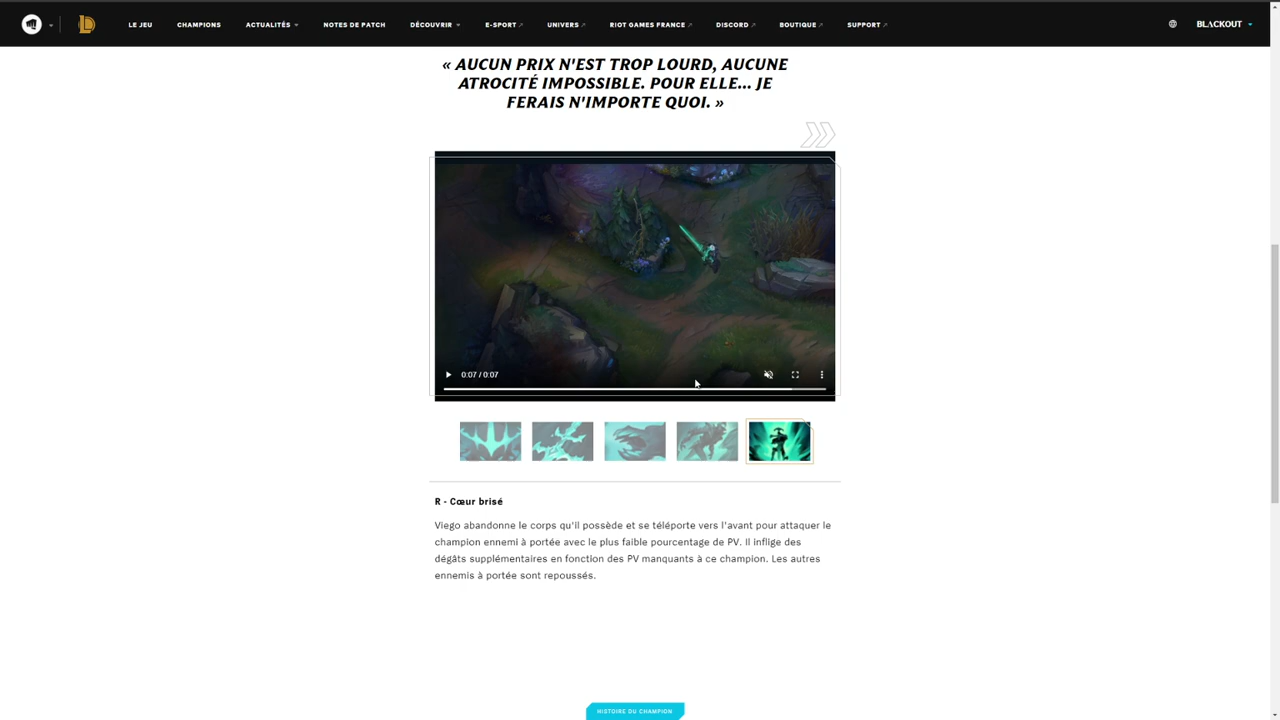 LE JEU CHAMPIONS ACTUALITÉS NOTES DE PATCH DÉCOUVRIR E-SPORT UNIVERS RIOT GAMES FRANCE DISCORD BOUTIQUE SUPPORT BLACKOUT
« AUCUN PRIX N'EST TROP LOURD, AUCUNE
ATROCITÉ IMPOSSIBLE. POUR ELLE... JE
FERAIS N'IMPORTE QUOI. »
0:07 / 0:07
R - Cœur brisé
Viego abandonne le corps qu'il possède et se téléporte vers l'avant pour attaquer le
champion ennemi à portée avec le plus faible pourcentage de PV. Il inflige des
dégâts supplémentaires en fonction des PV manquants à ce champion. Les autres
ennemis à portée sont repoussés.
HISTOIRE DU CHAMPION